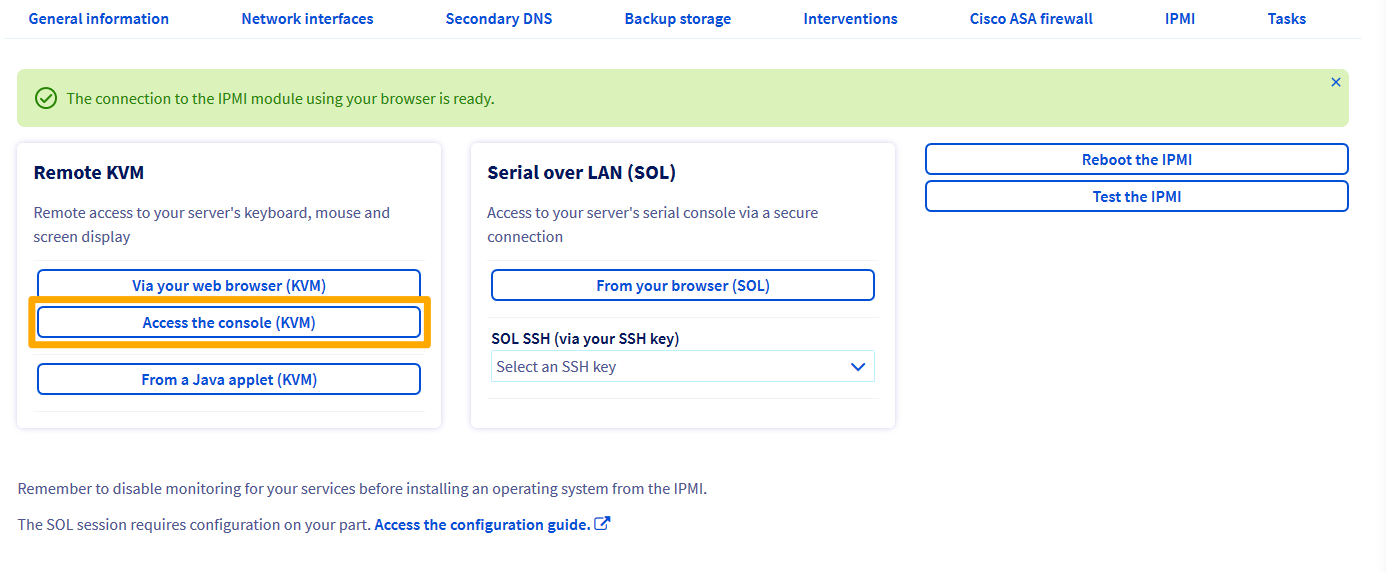 General information
Network interfaces
Secondary DNS
Backup storage
Interventions
Cisco ASA firewall
IPMI
Tasks
The connection to the IPMI module using your browser is ready.
Remote KVM
Remote access to your server's keyboard, mouse and
screen display
Via your web browser (KVM)
Access the console (KVM)
From a Java applet (KVM)
Serial over LAN (SOL)
Access to your server's serial console via a secure
connection
From your browser (SOL)
SOL SSH (via your SSH key)
Select an SSH key
Reboot the IPMI
Test the IPMI
Remember to disable monitoring for your services before installing an operating system from the IPMI.
The SOL session requires configuration on your part. Access the configuration guide.